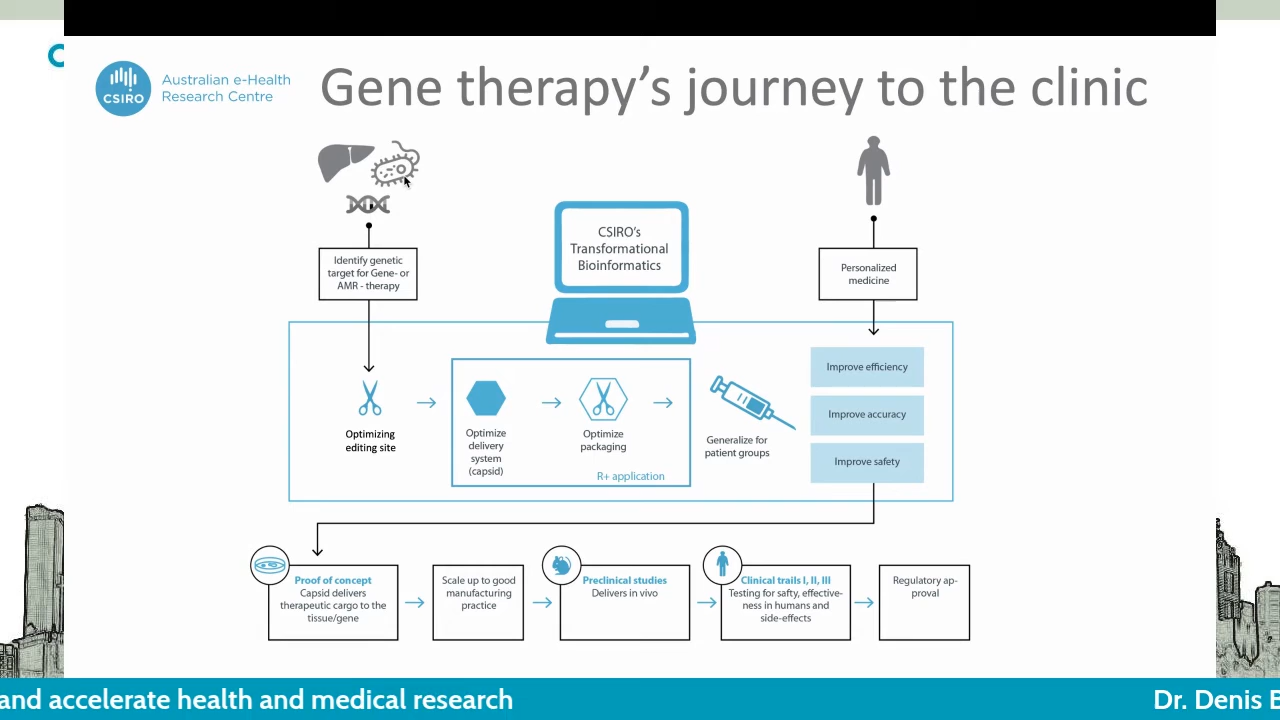 CSIRO
Australian e-Health
Research Centre
Gene therapy’s journey to the clinic
CSIRO’s
Transformational
Bioinformatics
Identify genetic
target for Gene- or
AMR - therapy
Personalized
medicine
Optimizing
editing site
Optimize
delivery
system
(capsid)
Optimize
packaging
R+ application
Generalize for
patient groups
Improve efficiency
Improve accuracy
Improve safety
Proof of concept
Capsid delivers
therapeutic cargo to the
tissue/gene
Scale up to good
manufacturing
practice
Preclinical studies
Delivers in vivo
Clinical trails I, II, III
Testing for safty, effective-
ness in humans and
side-effects
Regulatory ap-
proval
and accelerate health and medical research
Dr. Denis